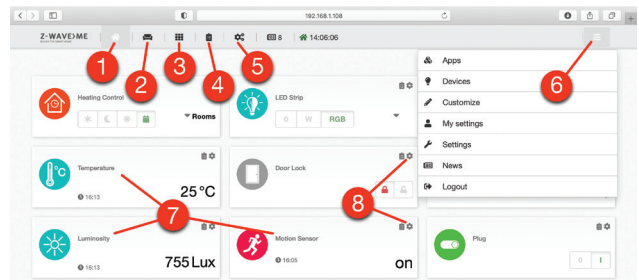 192.168.1.108
Z-WAVE>ME
8
14:06:06
1
2
3
4
5
6
Apps
Devices
Customize
My settings
Settings
News
Logout
Heating Control
Rooms
LED Strip
0 W RGB
Temperature
16:13
25°C
Door Lock
7
8
Luminosity
16:13
755 Lux
Motion Sensor
16:05
on
Plug
0 I